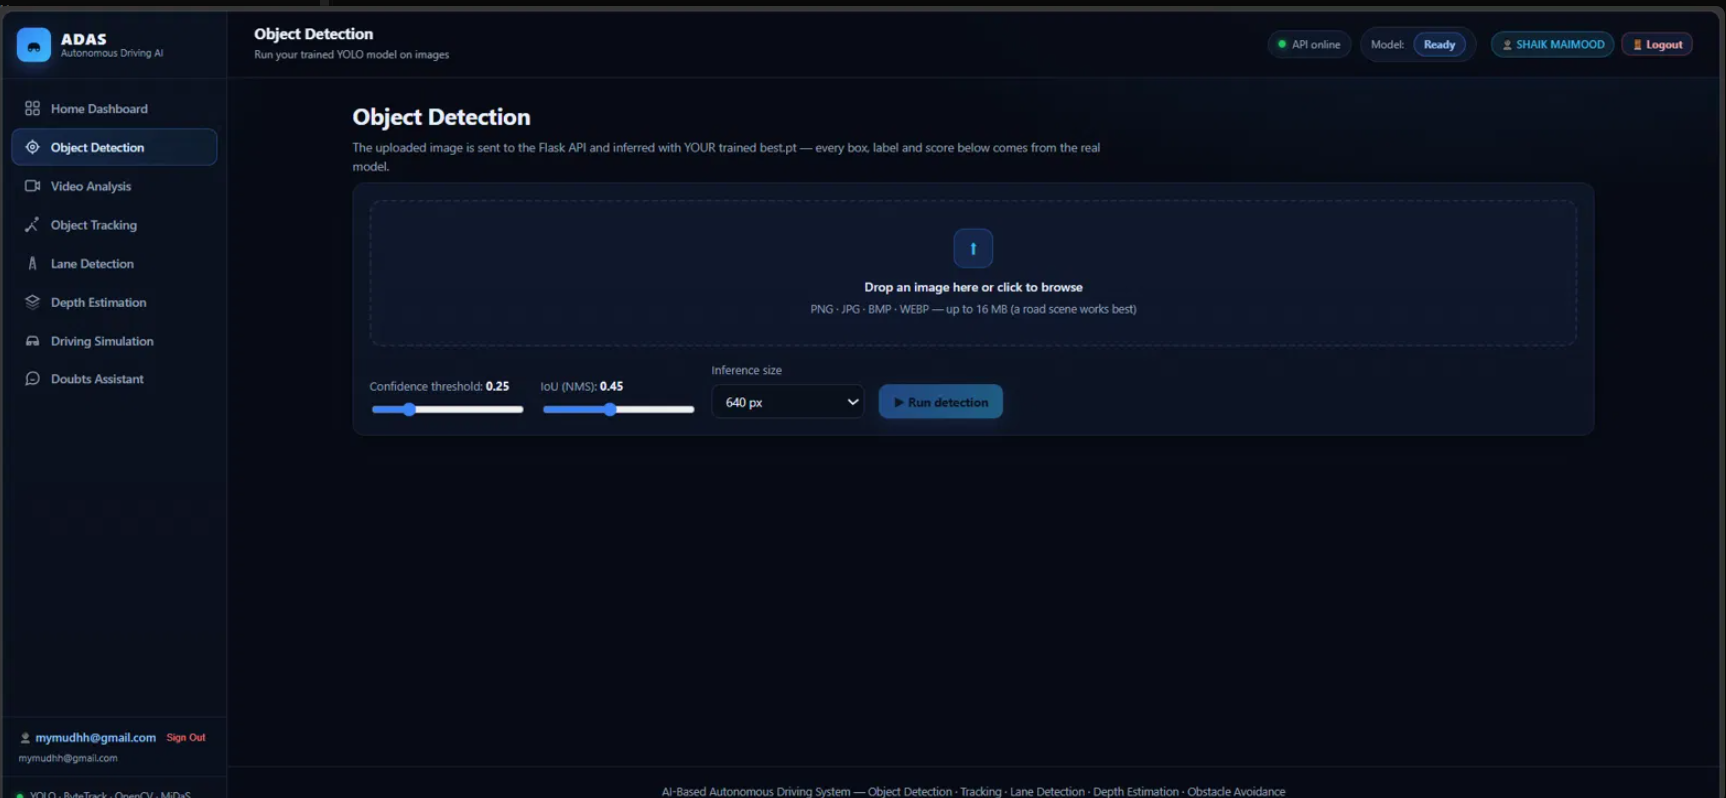 ADAS
Autonomous Driving AI
Object Detection
Run your trained YOLO model on images
API online
Model: Ready
SHAIK MAIMOOD
Logout
Home Dashboard
Object Detection
Video Analysis
Object Tracking
Lane Detection
Depth Estimation
Driving Simulation
Doubts Assistant
mymudhh@gmail.com Sign Out
mymudhh@gmail.com
YOLO · ByteTrack · OpenCV · MiDaS
Object Detection
The uploaded image is sent to the Flask API and inferred with YOUR trained best.pt — every box, label and score below comes from the real
model.
Drop an image here or click to browse
PNG · JPG · BMP · WEBP — up to 16 MB (a road scene works best)
Confidence threshold: 0.25
IoU (NMS): 0.45
Inference size
640 px
Run detection
AI-Based Autonomous Driving System — Object Detection · Tracking · Lane Detection · Depth Estimation · Obstacle Avoidance